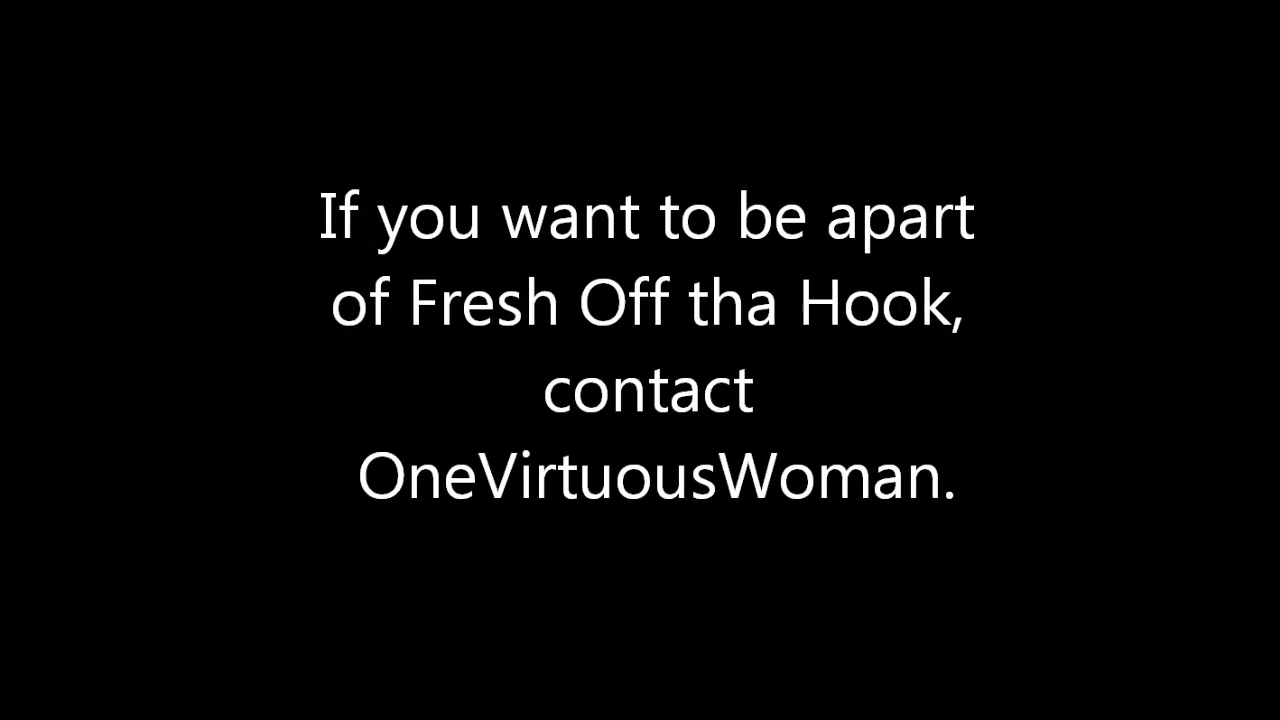 If you want to be apart
of Fresh Off tha Hook,
contact
OneVirtuousWoman.